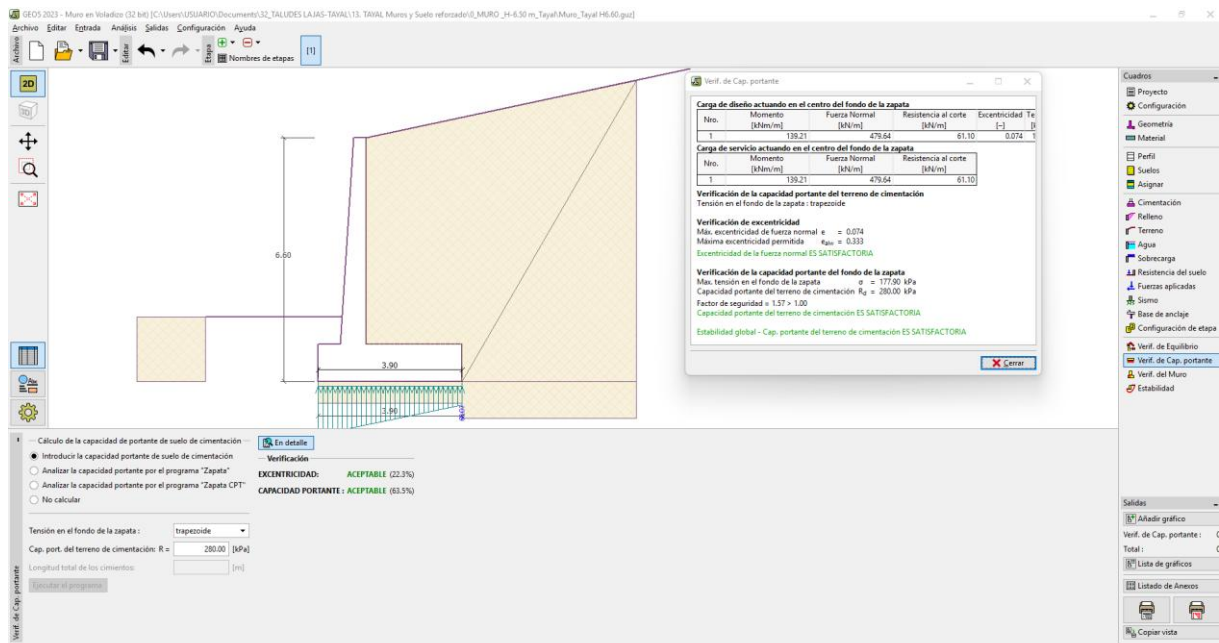 GEO5 2023 - Muro en Voladizo (32 bit) [C:\Users\USUARIO\Documents\32_TALUDES LAJAS-TAYAL\13. TAYAL Muros y Suelo reforzado\0_MURO _H-6.50 m_Tayal\Muro_Tayal H6.60.guz]
Archivo Editar Entrada Análisis Salidas Configuración Ayuda
Archivo
Editar
Etapa
Nombres de etapas
[1]
2D
3D
6.60
3.90
3.90
Verif. de Cap. portante
Carga de diseño actuando en el centro del fondo de la zapata
Nro. Momento Fuerza Normal Resistencia al corte Excentricidad Te
[kNm/m] [kN/m] [kN/m] [–]
1 139.21 479.64 61.10 0.074 1
Carga de servicio actuando en el centro del fondo de la zapata
Nro. Momento Fuerza Normal Resistencia al corte
[kNm/m] [kN/m] [kN/m]
1 139.21 479.64 61.10
Verificación de la capacidad portante del terreno de cimentación
Tensión en el fondo de la zapata : trapezoide
Verificación de excentricidad
Máx. excentricidad de fuerza normal e = 0.074
Máxima excentricidad permitida e_alw = 0.333
Excentricidad de la fuerza normal ES SATISFACTORIA
Verificación de la capacidad portante del fondo de la zapata
Max. tensión en el fondo de la zapata σ = 177.90 kPa
Capacidad portante del terreno de cimentación R_d = 280.00 kPa
Factor de seguridad = 1.57 > 1.00
Capacidad portante del terreno de cimentación ES SATISFACTORIA
Estabilidad global - Cap. portante del terreno de cimentación ES SATISFACTORIA
Cerrar
Cuadros
Proyecto
Configuración
Geometría
Material
Perfil
Suelos
Asignar
Cimentación
Relleno
Terreno
Agua
Sobrecarga
Resistencia del suelo
Fuerzas aplicadas
Sismo
Base de anclaje
Configuración de etapa
Verif. de Equilibrio
Verif. de Cap. portante
Verif. del Muro
Estabilidad
Verif. de Cap. portante
Cálculo de la capacidad de portante de suelo de cimentación
Introducir la capacidad portante de suelo de cimentación
Analizar la capacidad portante por el programa "Zapata"
Analizar la capacidad portante por el programa "Zapata CPT"
No calcular
Tensión en el fondo de la zapata : trapezoide
Cap. port. del terreno de cimentación: R = 280.00 [kPa]
Longitud total de los cimientos: [m]
Ejecutar el programa
En detalle
Verificación
EXCENTRICIDAD: ACEPTABLE (22.3%)
CAPACIDAD PORTANTE : ACEPTABLE (63.5%)
Salidas
Añadir gráfico
Verif. de Cap. portante : 0
Total : 0
Lista de gráficos
Listado de Anexos
Copiar vista